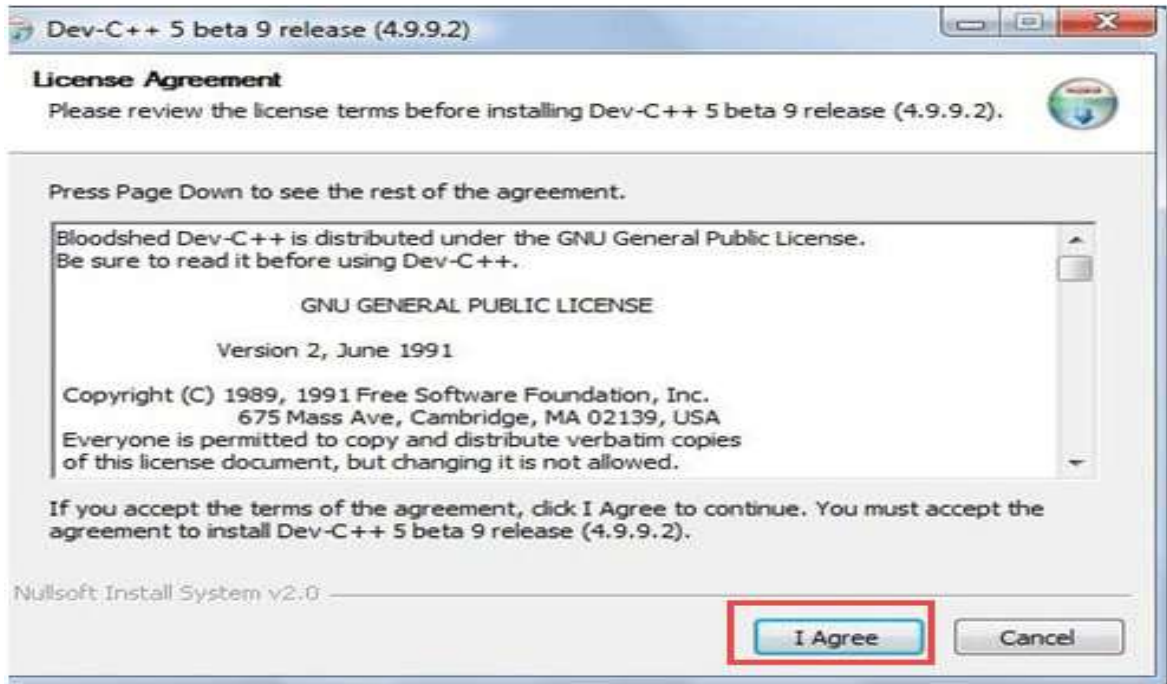 Dev-C++ 5 beta 9 release (4.9.9.2)
License Agreement
Please review the license terms before installing Dev-C++ 5 beta 9 release (4.9.9.2).
Press Page Down to see the rest of the agreement.
Bloodshed Dev-C++ is distributed under the GNU General Public License.
Be sure to read it before using Dev-C++.
GNU GENERAL PUBLIC LICENSE
Version 2, June 1991
Copyright (C) 1989, 1991 Free Software Foundation, Inc.
675 Mass Ave, Cambridge, MA 02139, USA
Everyone is permitted to copy and distribute verbatim copies
of this license document, but changing it is not allowed.
If you accept the terms of the agreement, click I Agree to continue. You must accept the
agreement to install Dev-C++ 5 beta 9 release (4.9.9.2).
Nullsoft Install System v2.0
I Agree
Cancel